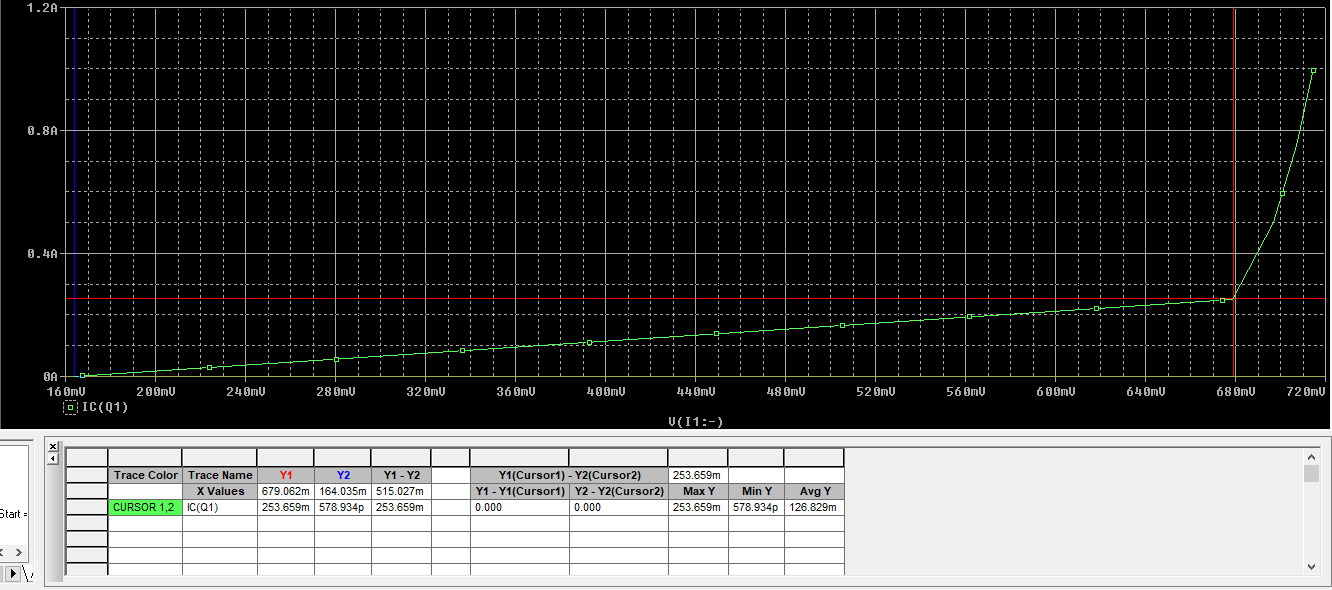 1.2A
0.8A
0.4A
0A
160mV 200mV 240mV 280mV 320mV 360mV 400mV 440mV 480mV 520mV 560mV 600mV 640mV 680mV 720mV
IC(Q1)
V(I1:-)
Trace Color Trace Name Y1 Y2 Y1 - Y2 Y1(Cursor1) - Y2(Cursor2) 253.659m
X Values 679.062m 164.035m 515.027m Y1 - Y1(Cursor1) Y2 - Y2(Cursor2) Max Y Min Y Avg Y
CURSOR 1,2 IC(Q1) 253.659m 578.934p 253.659m 0.000 0.000 253.659m 578.934p 126.829m
Start =